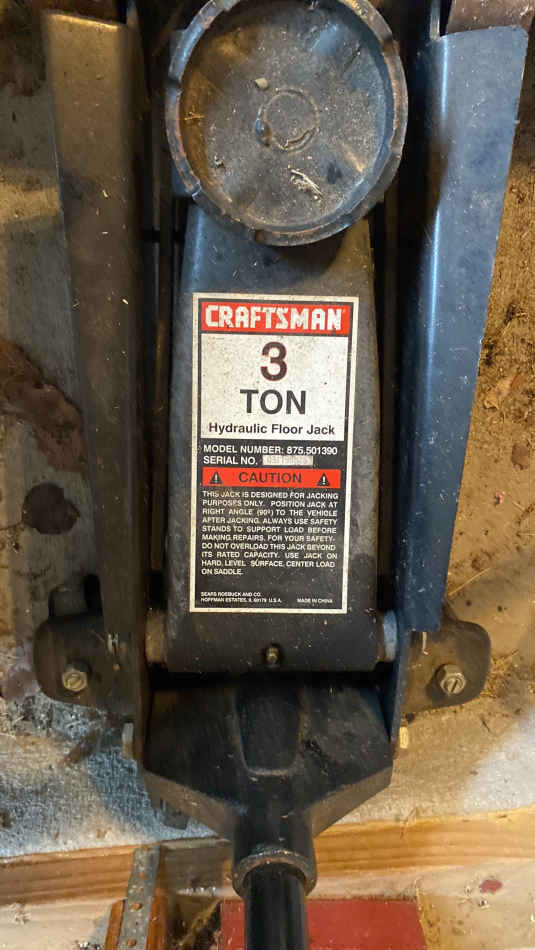 CRAFTSMAN
3
TON
Hydraulic Floor Jack
MODEL NUMBER: 875.501390
SERIAL NO.
CAUTION
THIS JACK IS DESIGNED FOR JACKING
PURPOSES ONLY. POSITION JACK AT
RIGHT ANGLE (90º) TO THE VEHICLE
AFTER JACKING, ALWAYS USE SAFETY
STANDS TO SUPPORT LOAD BEFORE
MAKING REPAIRS, FOR YOUR SAFETY-
DO NOT OVERLOAD THIS JACK BEYOND
ITS RATED CAPACITY. USE JACK ON
HARD, LEVEL SURFACE, CENTER LOAD
ON SADDLE.
SEARS ROEBUCK AND CO.
HOFFMAN ESTATES, IL 60179 U.S.A. MADE IN CHINA